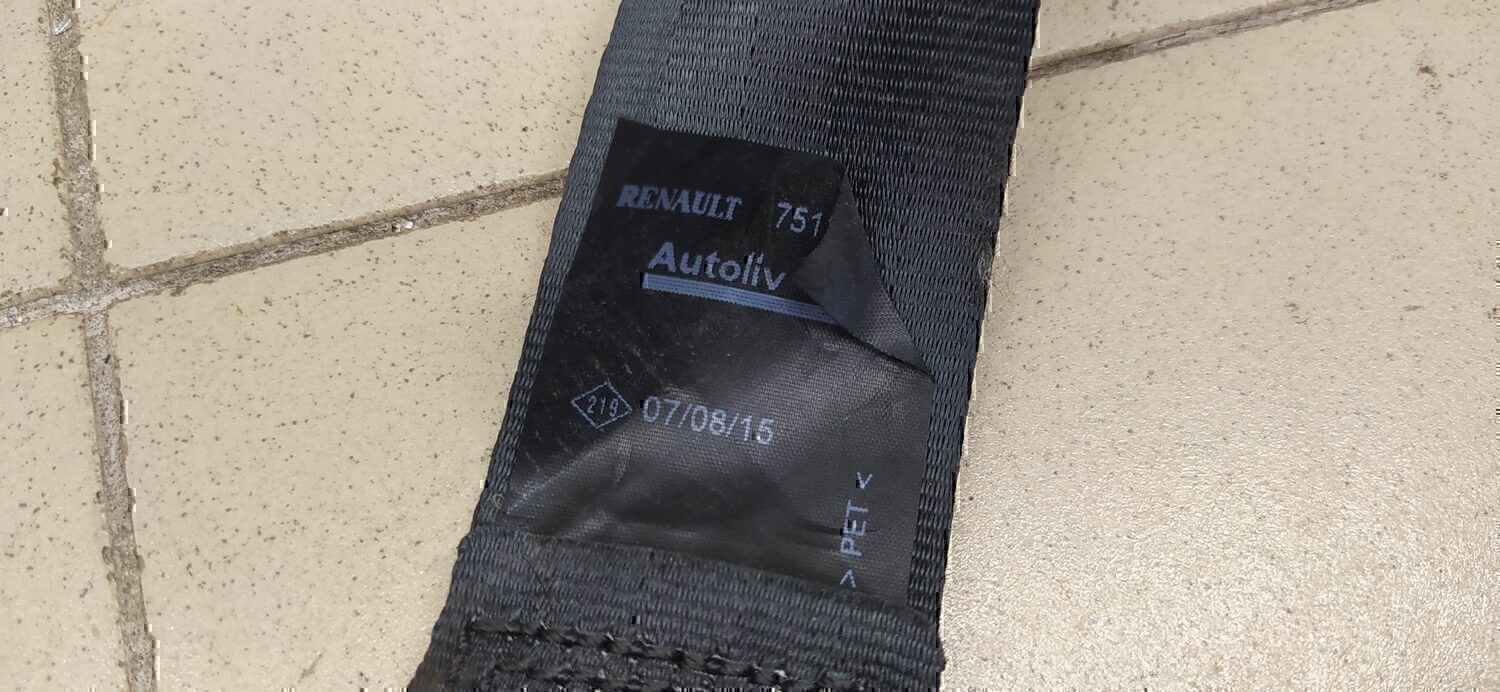 RENAULT 751
Autoliv
219 07/08/15
> PET <